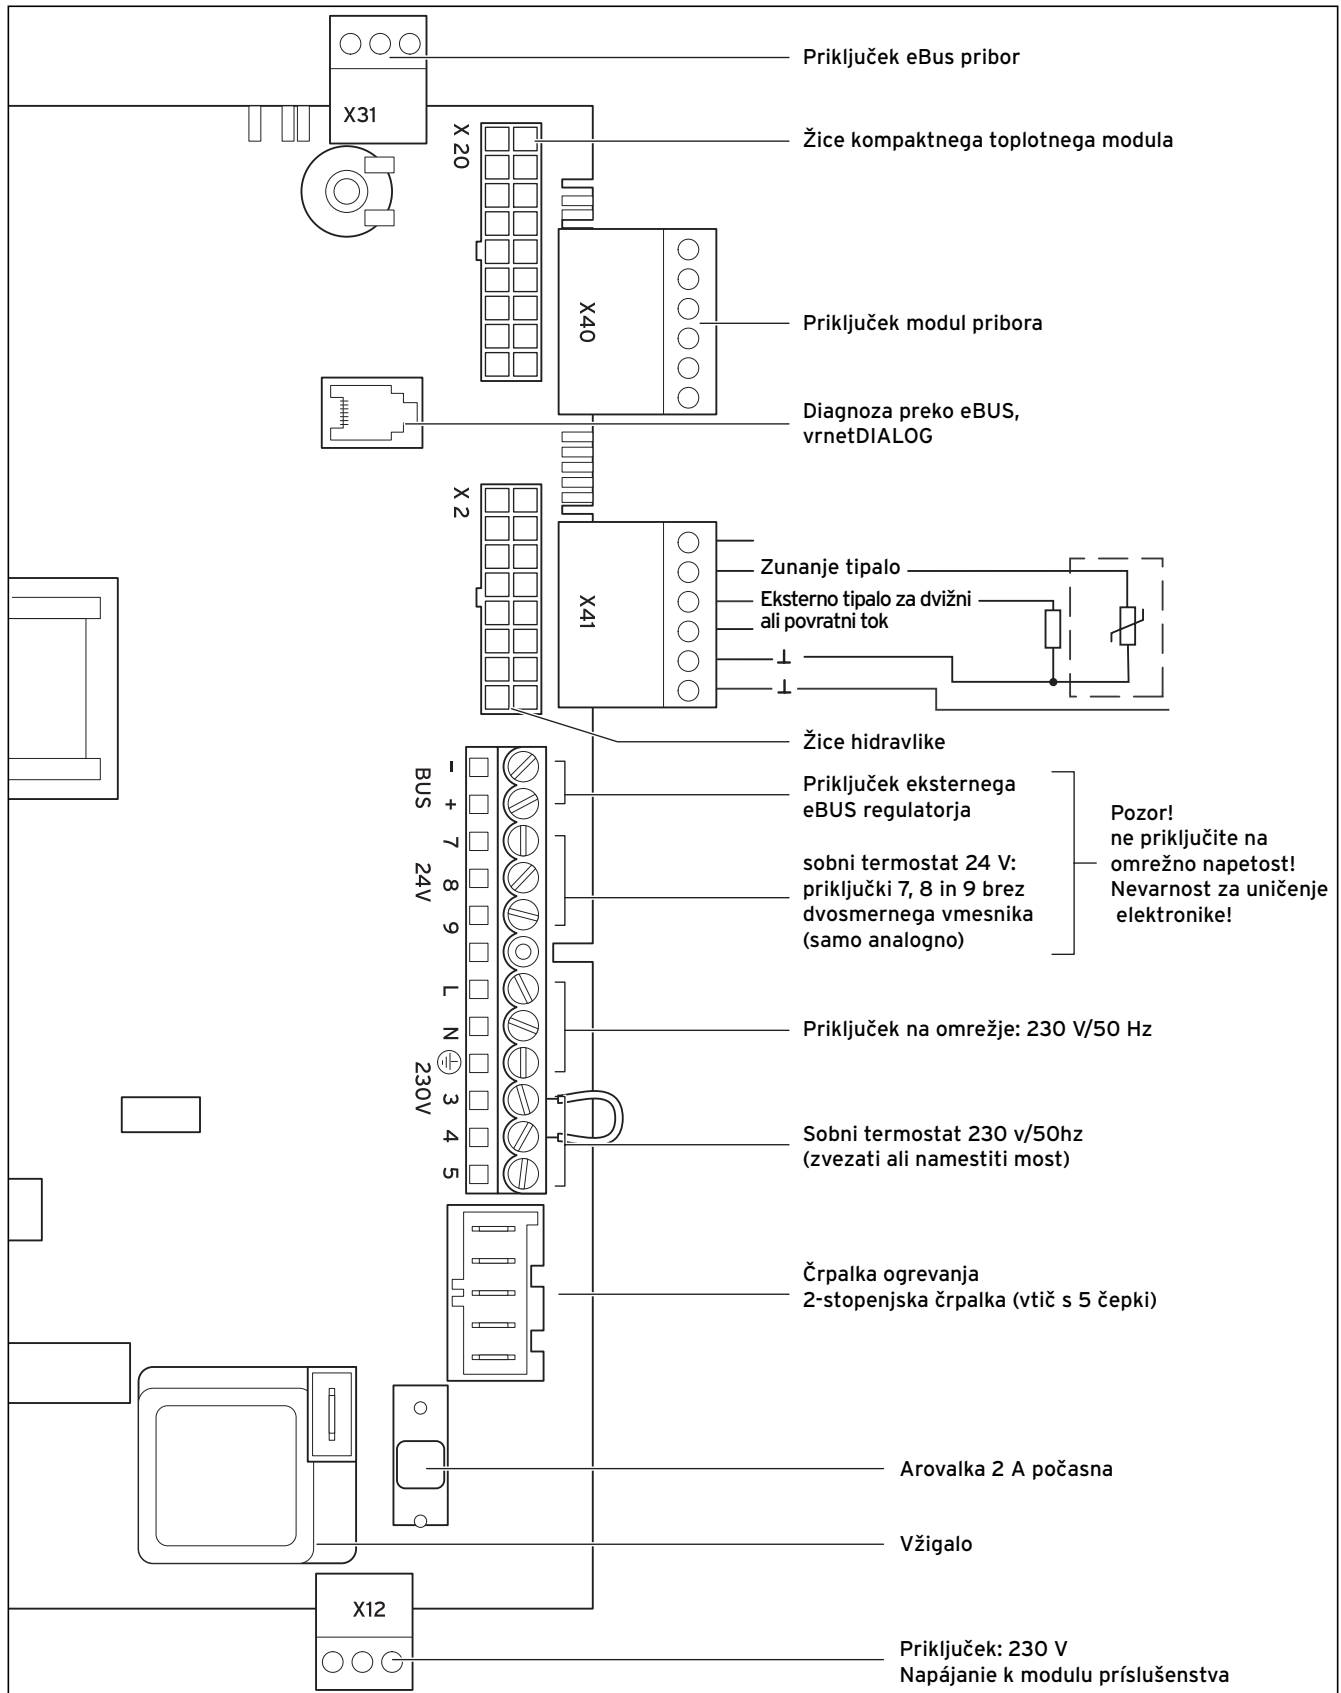 Priključek eBus pribor
X31
Žice kompaktnega toplotnega modula
X 20
X40
Priključek modul pribora
Diagnoza preko eBUS,
vrnetDIALOG
X 2
X41
Zunanje tipalo
Eksterno tipalo za dvižni
ali povratni tok
Žice hidravlike
BUS
-
+
Priključek eksternega
eBUS regulatorja
24V
7
8
9
sobni termostat 24 V:
priključki 7, 8 in 9 brez
dvosmernega vmesnika
(samo analogno)
Pozor!
ne priključite na
omrežno napetost!
Nevarnost za uničenje
elektronike!
230V
L
N
Priključek na omrežje: 230 V/50 Hz
3
4
5
Sobni termostat 230 v/50hz
(zvezati ali namestiti most)
Črpalka ogrevanja
2-stopenjska črpalka (vtič s 5 čepki)
Arovalka 2 A počasna
Vžigalo
X12
Priključek: 230 V
Napájanie k modulu príslušenstva